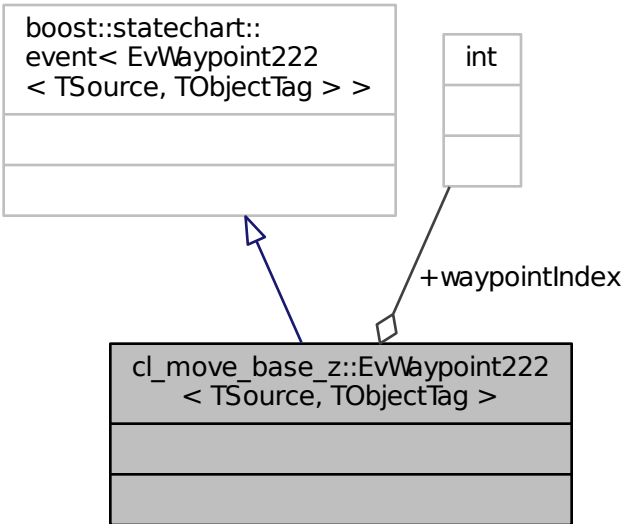 boost::statechart::
event< EvWaypoint222
< TSource, TObjectTag > >
int
+waypointIndex
cl_move_base_z::EvWaypoint222
< TSource, TObjectTag >